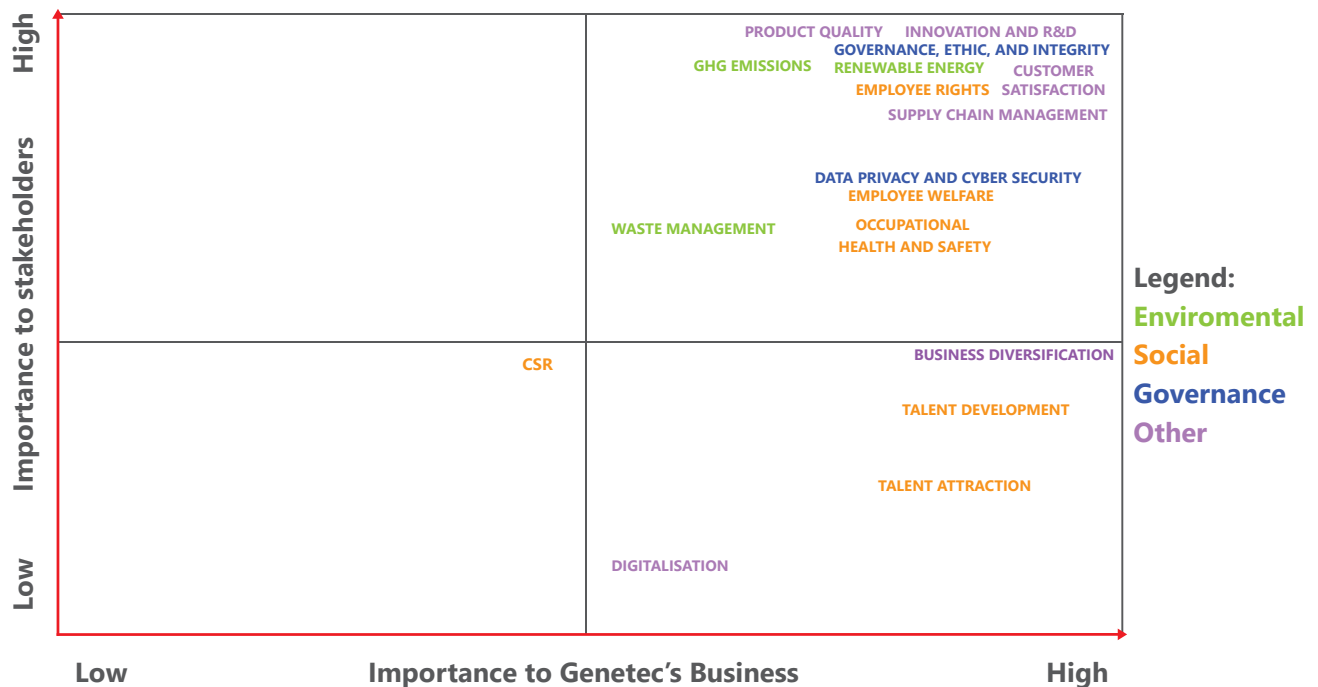 High
Importance to stakeholders
Low
PRODUCT QUALITY
INNOVATION AND R&D
GOVERNANCE, ETHIC, AND INTEGRITY
GHG EMISSIONS
RENEWABLE ENERGY
CUSTOMER
SATISFACTION
EMPLOYEE RIGHTS
SUPPLY CHAIN MANAGEMENT
DATA PRIVACY AND CYBER SECURITY
EMPLOYEE WELFARE
WASTE MANAGEMENT
OCCUPATIONAL
HEALTH AND SAFETY
BUSINESS DIVERSIFICATION
CSR
TALENT DEVELOPMENT
TALENT ATTRACTION
DIGITALISATION
Legend:
Enviromental
Social
Governance
Other
Low
Importance to Genetec’s Business
High